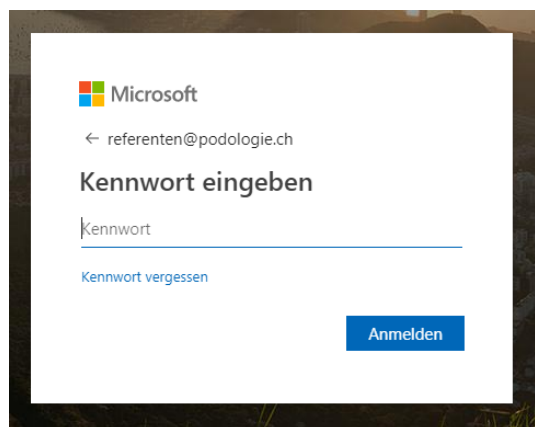 Microsoft
← referenten@podologie.ch
Kennwort eingeben
Kennwort
Kennwort vergessen
Anmelden